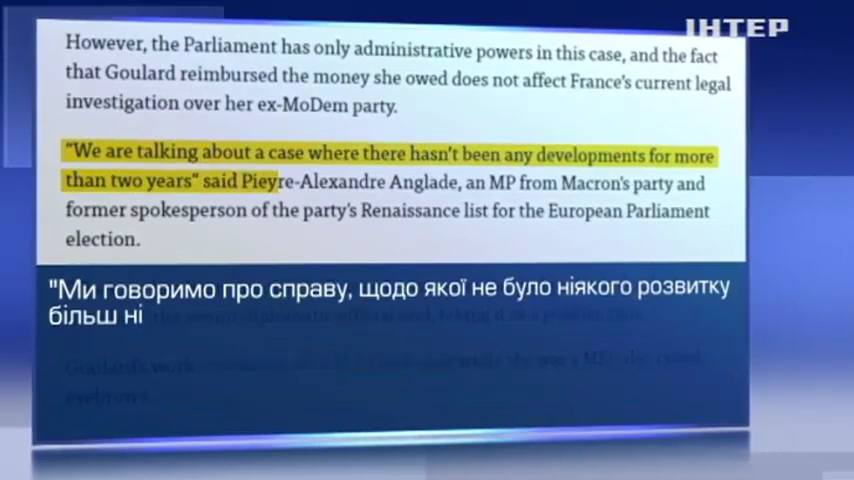 ІНТЕР
However, the Parliament has only administrative powers in this case, and the fact
that Goulard reimbursed the money she owed does not affect France's current legal
investigation over her ex-MoDem party.
"We are talking about a case where there hasn't been any developments for more
than two years" said Pieyre-Alexandre Anglade, an MP from Macron's party and
former spokesperson of the party's Renaissance list for the European Parliament
election.
"Ми говоримо про справу, щодо якої не було ніякого розвитку
більш ні